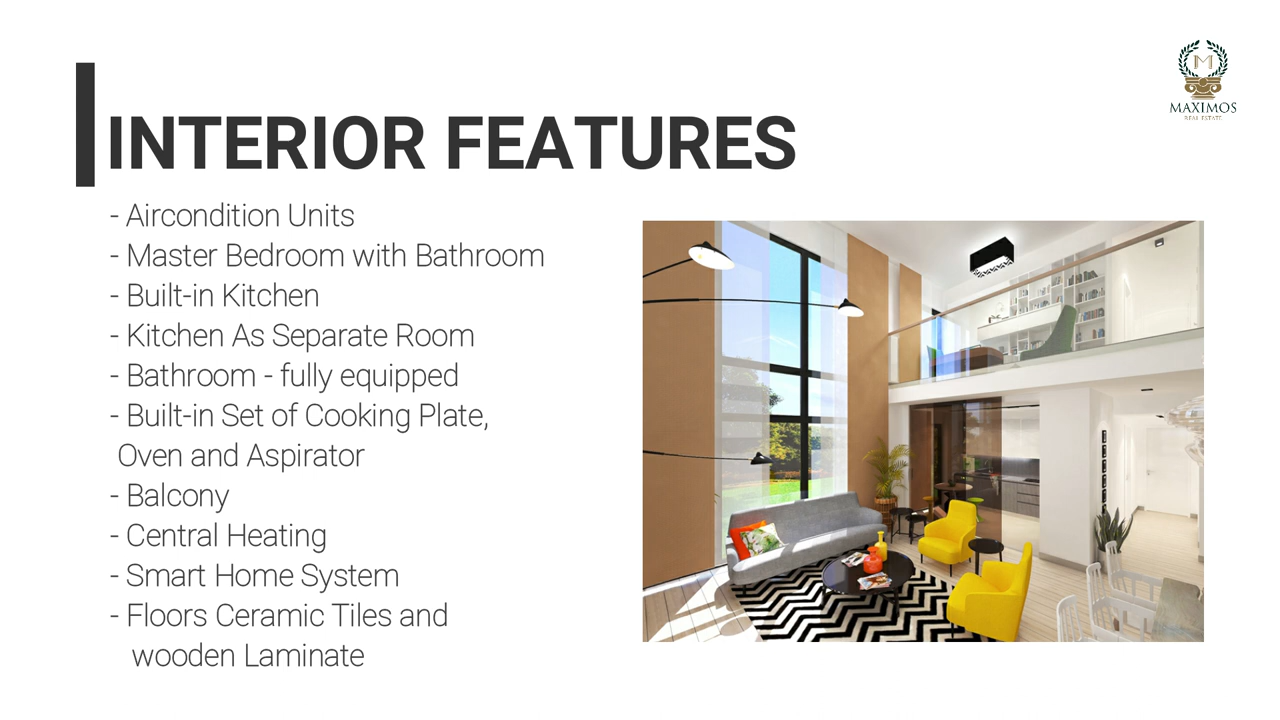 MAXIMOS
REAL ESTATE
INTERIOR FEATURES
- Aircondition Units
- Master Bedroom with Bathroom
- Built-in Kitchen
- Kitchen As Separate Room
- Bathroom - fully equipped
- Built-in Set of Cooking Plate,
Oven and Aspirator
- Balcony
- Central Heating
- Smart Home System
- Floors Ceramic Tiles and
wooden Laminate